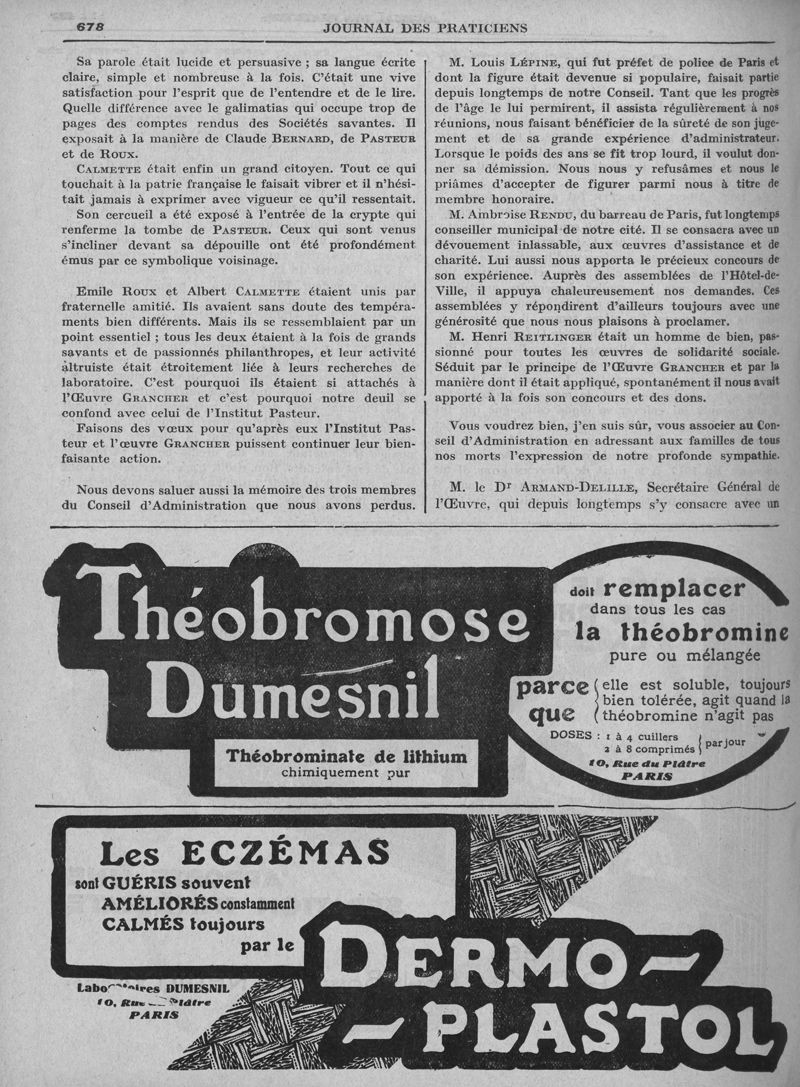 678
JOURNAL DES PRATICIENS
Sa parole était lucide et persuasive ; sa langue écrite
claire, simple et nombreuse à la fois. C'était une vive
satisfaction pour l'esprit que de l'entendre et de le lire.
Quelle différence avec le galimatias qui occupe trop de
pages des comptes rendus des Sociétés savantes. Il
exposait à la manière de Claude BERNARD, de PASTEUR
et de ROUX.
CALMETTE était enfin un grand citoyen. Tout ce qui
touchait à la patrie française le faisait vibrer et il n'hési-
tait jamais à exprimer avec vigueur ce qu'il ressentait.
Son cercueil a été exposé à l'entrée de la crypte qui
renferme la tombe de PASTEUR. Ceux qui sont venus
s'incliner devant sa dépouille ont été profondément
émus par ce symbolique voisinage.
Emile ROUX et Albert CALMETTE étaient unis par
fraternelle amitié. Ils avaient sans doute des tempéra-
ments bien différents. Mais ils se ressemblaient par un
point essentiel ; tous les deux étaient à la fois de grands
savants et de passionnés philanthropes, et leur activité
altruiste était étroitement liée à leurs recherches de
laboratoire. C'est pourquoi ils étaient si attachés à
l'Œuvre GRANCHER et c'est pourquoi notre deuil se
confond avec celui de l'Institut Pasteur.
Faisons des vœux pour qu'après eux l'Institut Pas-
teur et l'œuvre GRANCHER puissent continuer leur bien-
faisante action.
Nous devons saluer aussi la mémoire des trois membres
du Conseil d'Administration que nous avons perdus.
M. Louis LÉPINE, qui fut préfet de police de Paris et
dont la figure était devenue si populaire, faisait partie
depuis longtemps de notre Conseil. Tant que les progrès
de l'âge le lui permirent, il assista régulièrement à nos
réunions, nous faisant bénéficier de la sûreté de son juge-
ment et de sa grande expérience d'administrateur.
Lorsque le poids des ans se fit trop lourd, il voulut don-
ner sa démission. Nous nous y refusâmes et nous le
priâmes d'accepter de figurer parmi nous à titre de
membre honoraire.
M. Ambroise RENDU, du barreau de Paris, fut longtemps
conseiller municipal de notre cité. Il se consacra avec un
dévouement inlassable, aux œuvres d'assistance et de
charité. Lui aussi nous apporta le précieux concours de
son expérience. Auprès des assemblées de l'Hôtel-de-
Ville, il appuya chaleureusement nos demandes. Ces
assemblées y répondirent d'ailleurs toujours avec une
générosité que nous nous plaisons à proclamer.
M. Henri REITLINGER était un homme de bien, pas-
sionné pour toutes les œuvres de solidarité sociale.
Séduit par le principe de l'Œuvre GRANCHER et par la
manière dont il était appliqué, spontanément il nous avait
apporté à la fois son concours et des dons.
Vous voudrez bien, j'en suis sûr, vous associer au Con-
seil d'Administration en adressant aux familles de tous
nos morts l'expression de notre profonde sympathie.
M. le Dr ARMAND-DELILLE, Secrétaire Général de
l'Œuvre, qui depuis longtemps s'y consacre avec un
Théobromose
Dumesnil
Théobrominate de lithium
chimiquement pur
doit remplacer
dans tous les cas
la théobromine
pure ou mélangée
parce que
elle est soluble, toujours
bien tolérée, agit quand la
théobromine n'agit pas
DOSES : 1 à 4 cuillers
2 à 8 comprimés
par jour
10, Rue du Plâtre
PARIS
Les ECZÉMAS
sont GUÉRIS souvent
AMÉLIORÉS constamment
CALMÉS toujours
par le
DERMO-
-PLASTOL
Laboratoires DUMESNIL
10, Rue Plâtre
PARIS